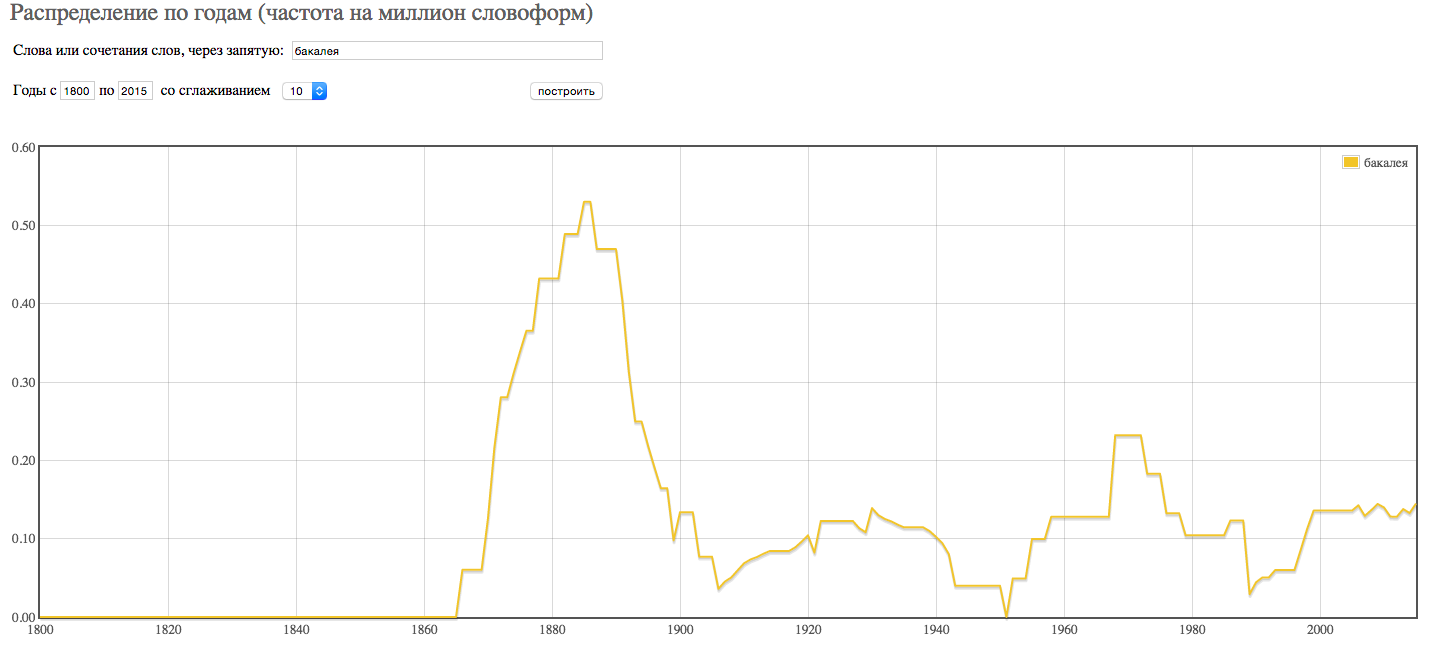 Распределение по годам (частота на миллион словоформ)
Слова или сочетания слов, через запятую: бакалея
Годы с 1800 по 2015 со сглаживанием 10 построить
0.60
бакалея
0.50
0.40
0.30
0.20
0.10
0.00
1800 1820 1840 1860 1880 1900 1920 1940 1960 1980 2000